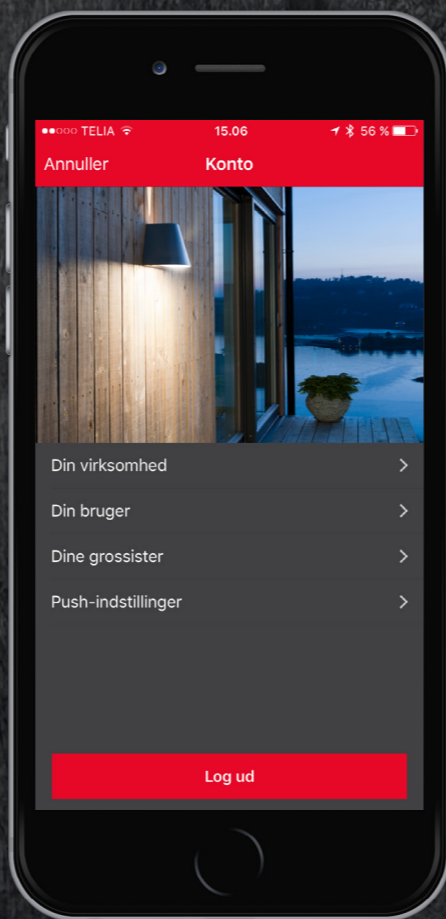 TELIA 15.06 56 %
Annuller Konto
Din virksomhed
Din bruger
Dine grossister
Push-indstillinger
Log ud